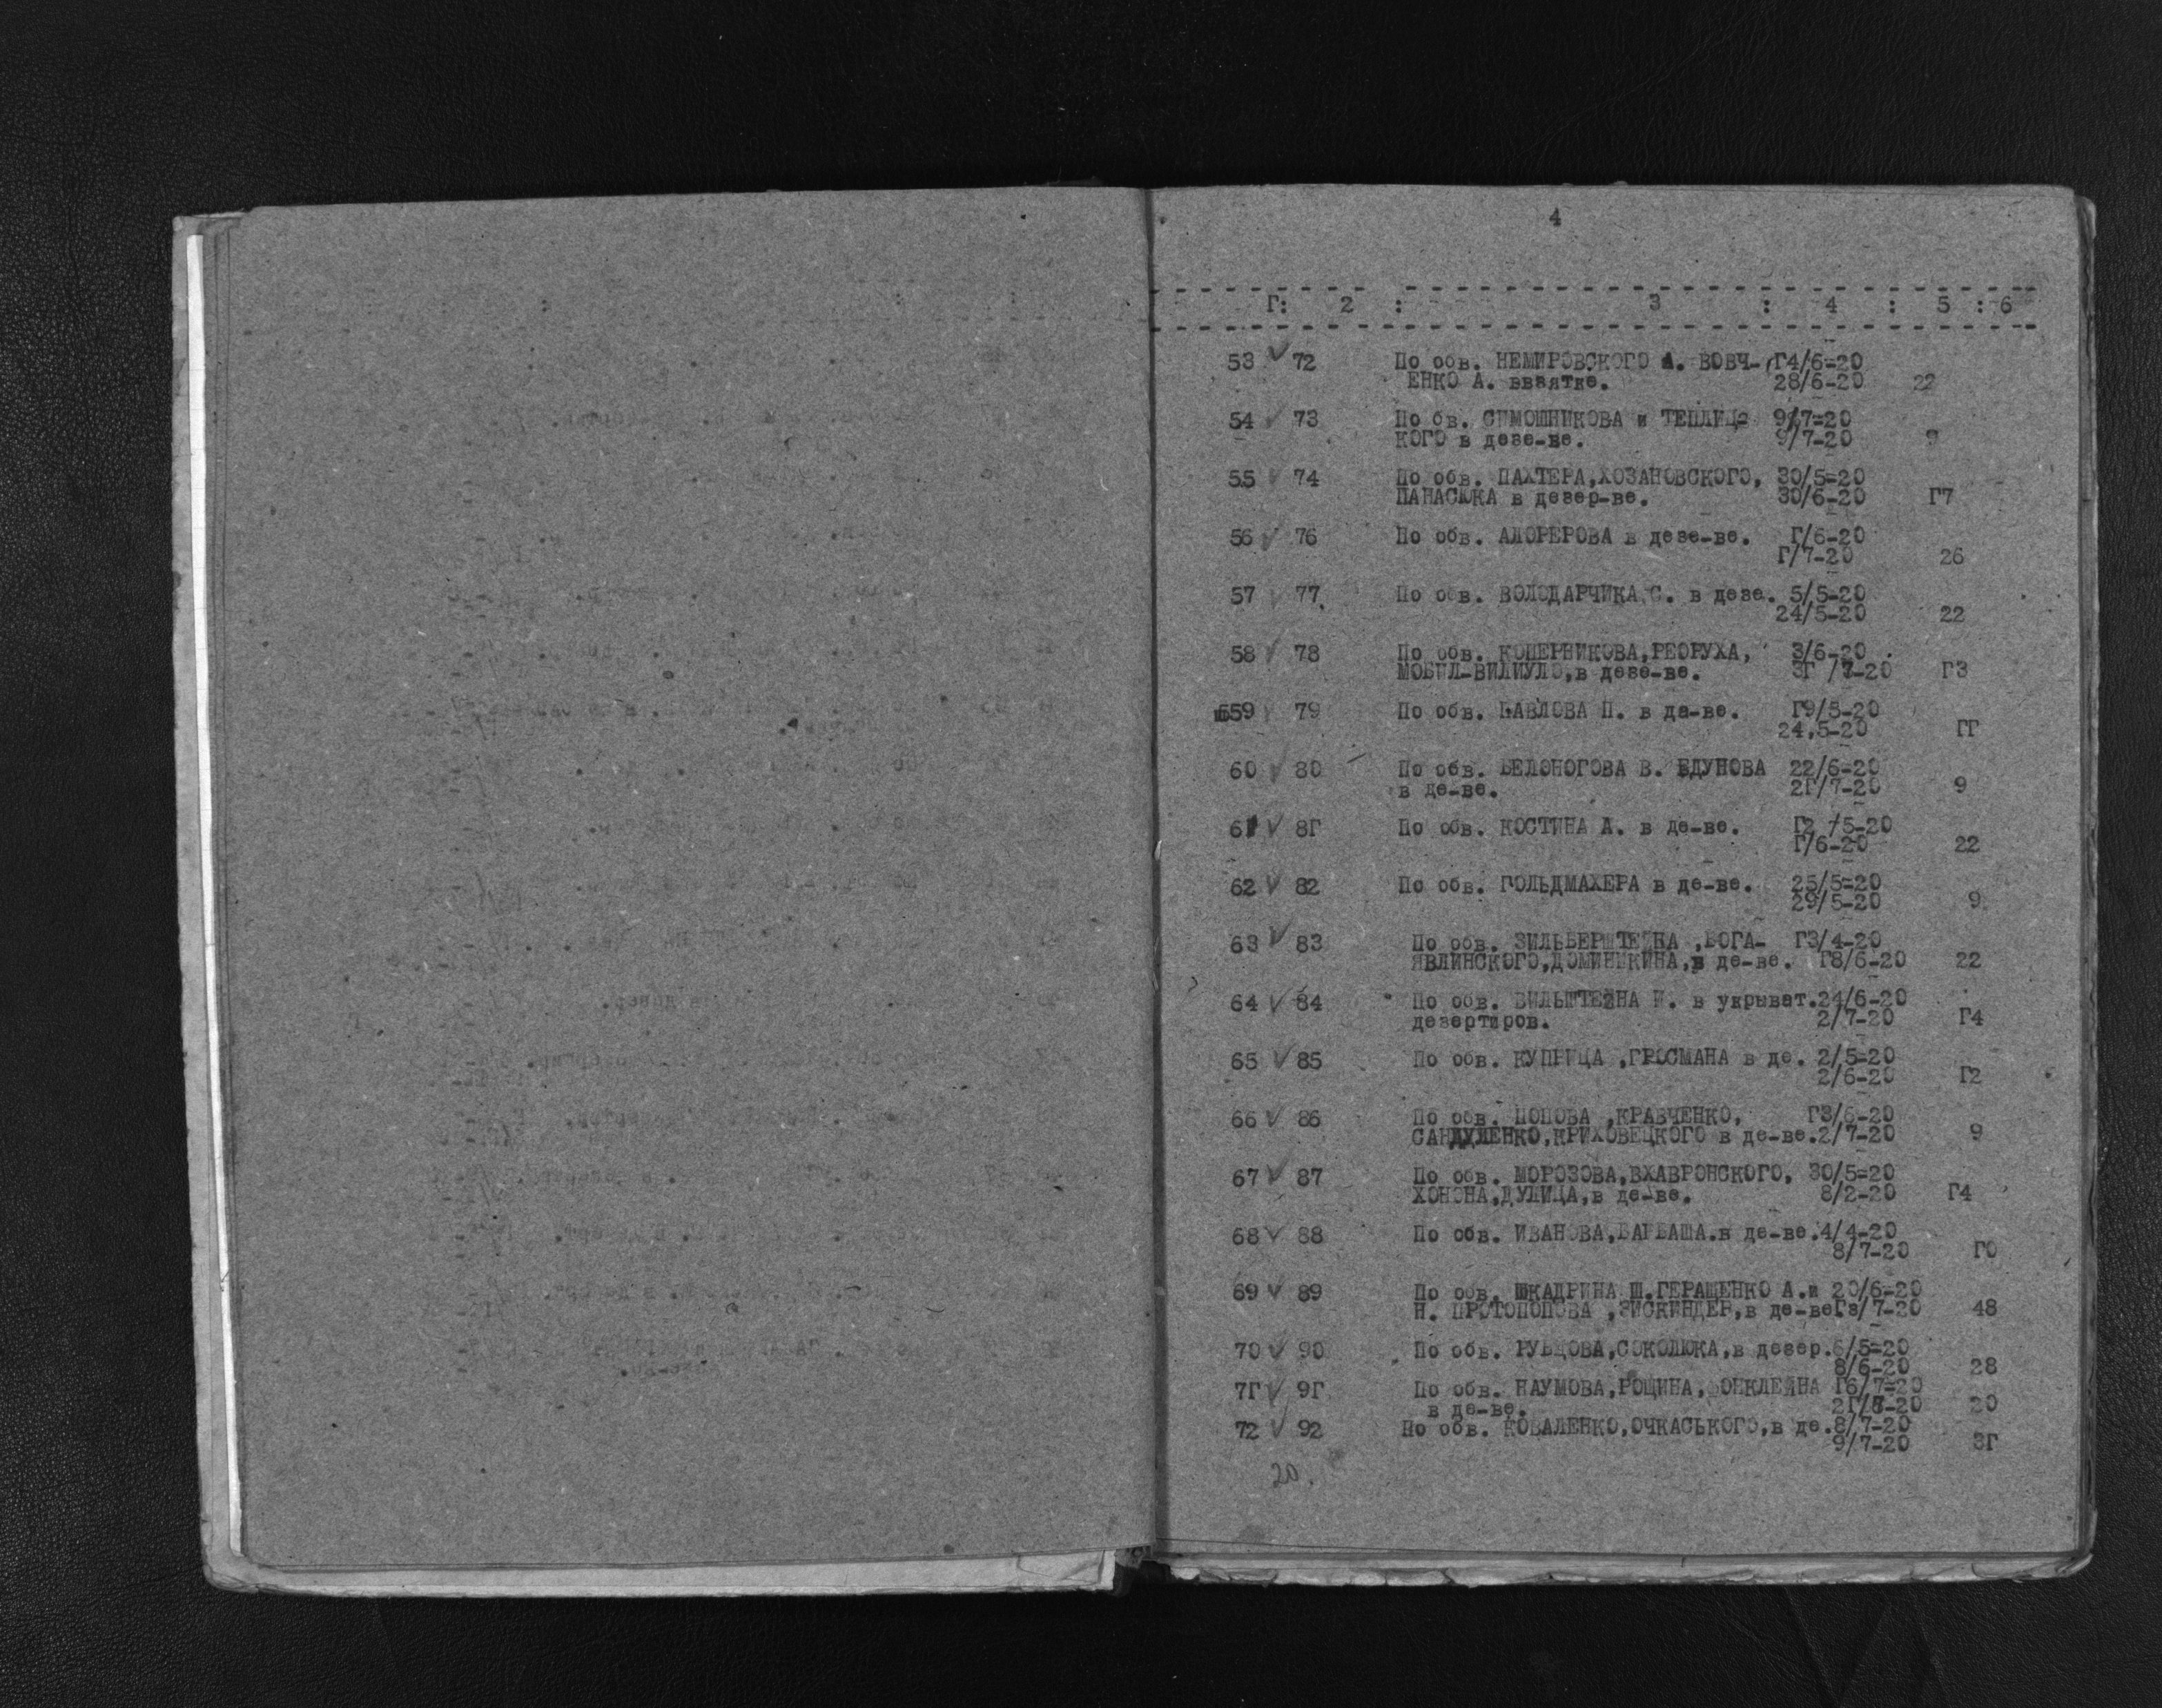 4
Г: 2 : 3 : 4 : 5 : 6
53 72 По обв. НЕМИРОВСКОГО А. ВОВЧ- Г4/6=20
ЕНКО А. ввзятке. 28/6-20 22
54 73 По бв. СИМОШНИКОВА и ТЕПЛИЦ= 9/7=20
КОГО в дезе-ве. 9/7-20 9
55 74 По обв. ПАХТЕРА,ХОЗАНОВСКОГО, 30/5=20
ПАНАСЮКА в дезер-ве. 30/6-20 Г7
56 76 По обв. АЛФРЕРОВА в дезе-ве. Г/6-20
Г/7-20 26
57 77 По обв. ВОЛОДАРЧИКА С. в дезе. 5/5-20
24/5-20 22
58 78 По обв. КОПЕРНИКОВА,РЕФРУХА, 3/6-20
МОБИЛ-ВИЛИУЛО,в дезе-ве. 3Г /7-20 Г3
59 79 По обв. ПАВЛОВА П. в де-ве. Г9/5-20
24,5-20 ГГ
60 80 По обв. БЕЛОНОГОВА В. ЕДУНОВА 22/6-20
в де-ве. 2Г/7-20 9
61 8Г По обв. КОСТИНА А. в де-ве. Г2 /5-20
Г/6-20 22
62 82 По обв. ГОЛЬДМАХЕРА в де-ве. 25/5=20
29/5-20 9
63 83 По обв. ЗИЛЬБЕРШТЕЙНА ,БОГА- Г3/4-20
ЯВЛИНСКОГО,ДОМИНИКИНА,в де-ве. Г8/6-20 22
64 84 По обв. ВИЛЬШТЕЙНА И. в укрыват.24/6-20
дезертиров. 2/7-20 Г4
65 85 По обв. КУПРИЦА ,ГРОСМАНА в де. 2/5=20
2/6-20 Г2
66 86 По обв. ПОПОВА ,КРАВЧЕНКО, Г3/6-20
САНДУЛЕНКО,КРИХОВЕЦКОГО в де-ве.2/7-20 9
67 87 По обв. МОРОЗОВА,ВХАВРОНСКОГО, 30/5=20
ХОНОНА,ДУЛИЦА,в де-ве. 8/2-20 Г4
68 88 По обв. ИВАНОВА,БАРБАША.в де-ве.4/4-20
8/7-20 Г0
69 89 По обв. ШКАДРИНА Ш.ГЕРАЩЕНКО А.и 20/6-20
Н. ПРОТОПОПОВА ,ЗИСКИНДЕР,в де-веГ8/7-20 48
70 90 По обв. РУБЦОВА,СОКОЛЮКА,в дезер.6/5=20
8/6-20 28
7Г 9Г По обв. НАУМОВА,РОЩИНА, Г6/7=20
в де-ве. 20
72 92 По обв. КОВАЛЕНКО,ОЧКАСЬКОГО,в де.8/7-20
9/7-20 3Г
20.